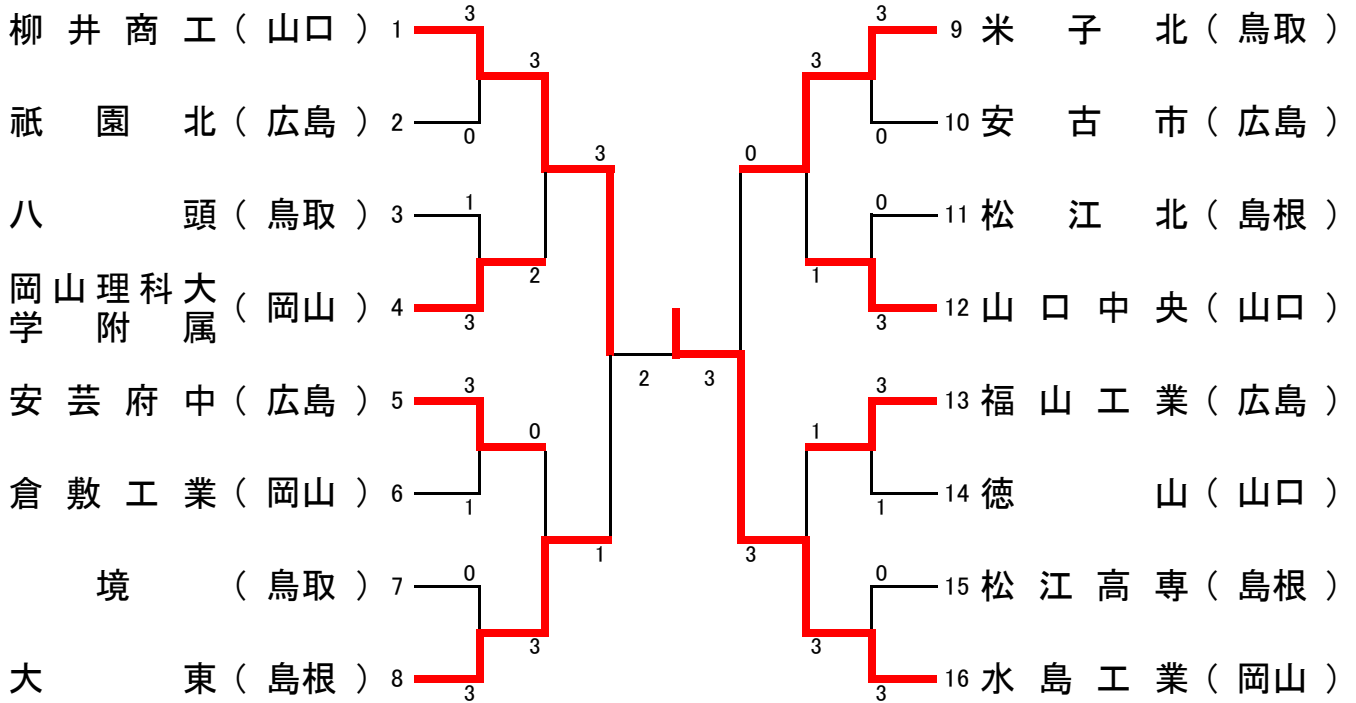 柳井商工(山口) 1 3
3
祇園北(広島) 2 0
3
八頭(鳥取) 3 1
2
岡山理科大学附属(岡山) 4 3
安芸府中(広島) 5 3
0
倉敷工業(岡山) 6 1
1
境(鳥取) 7 0
3
大東(島根) 8 3
2 3
3 9 米子北(鳥取)
3
0 10 安古市(広島)
0
0 11 松江北(島根)
1
3 12 山口中央(山口)
3 13 福山工業(広島)
1
1 14 徳山(山口)
3
0 15 松江高専(島根)
3
3 16 水島工業(岡山)